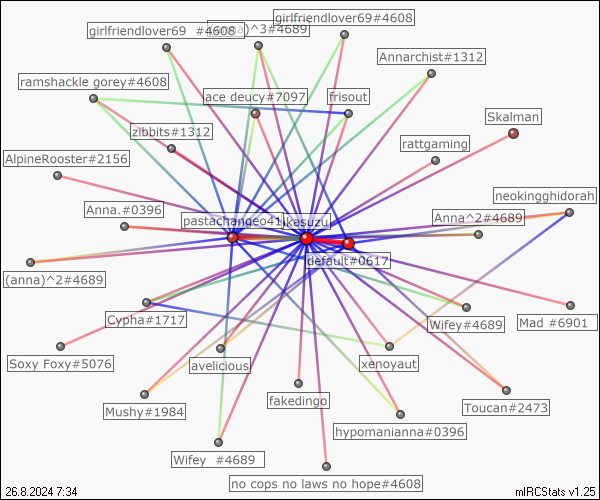 girlfriendlover69#4608
girlfriendlover69 #4608
)^3#4689
Annarchist#1312
ramshackle gorey#4608
ace deucy#7097
frisout
Skalman
zibbits#1312
rattgaming
AlpineRooster#2156
neokingghidorah
Anna.#0396
pastachangeo41
ikesuzu
Anna^2#4689
default#0617
(anna)^2#4689
Cypha#1717
Wifey#4689
Mad #6901
Soxy Foxy#5076
avelicious
xenoyaut
fakedingo
Mushy#1984
Toucan#2473
hypomanianna#0396
Wifey #4689
no cops no laws no hope#4608
26.8.2024 7:34
mIRCStats v1.25